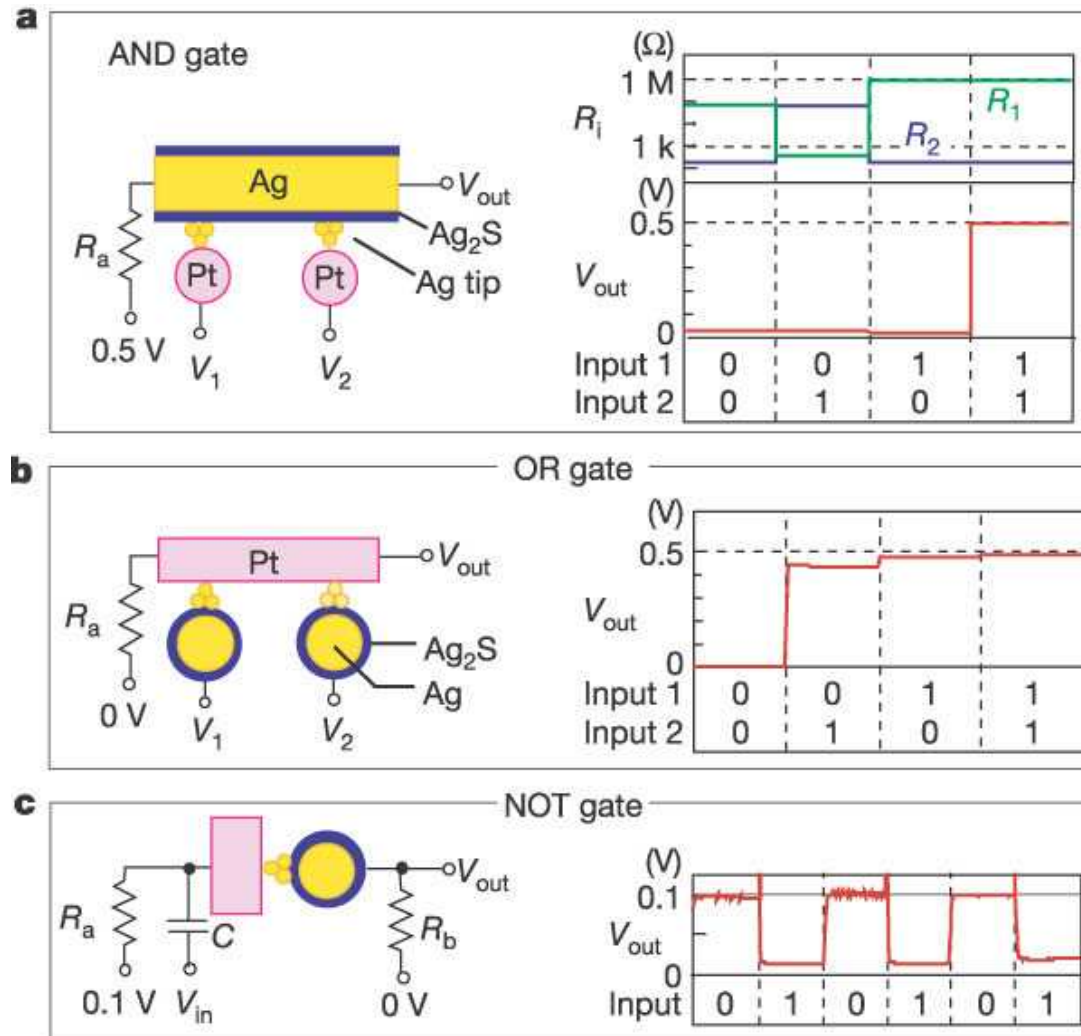 a
AND gate
Ag
Vout
Ag2S
Ag tip
Ra
Pt
Pt
0.5 V
V1
V2
(Ω)
1 M
Ri
1 k
R1
R2
(V)
0.5
Vout
0
Input 1 0 0 1 1
Input 2 0 1 0 1
b
OR gate
Pt
Vout
Ra
Ag2S
Ag
0 V
V1
V2
(V)
0.5
Vout
0
Input 1 0 0 1 1
Input 2 0 1 0 1
c
NOT gate
Vout
Ra
C
Rb
0.1 V
Vin
0 V
(V)
0.1
Vout
0
Input 0 1 0 1 0 1